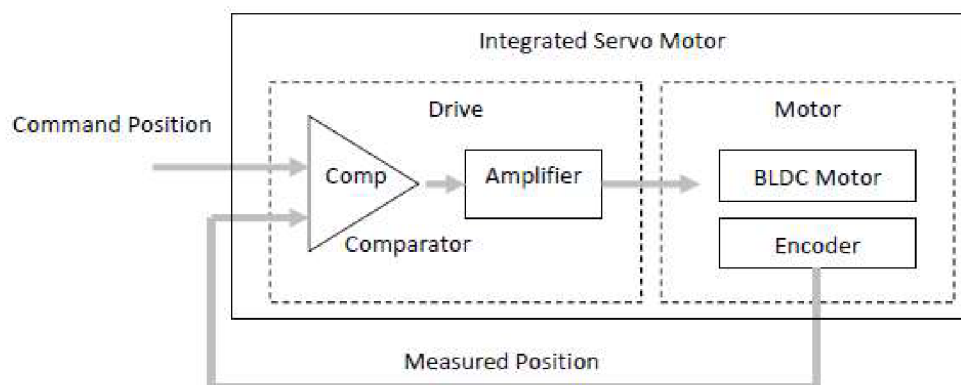 Integrated Servo Motor
Drive
Motor
Command Position
Comp
Amplifier
BLDC Motor
Comparator
Encoder
Measured Position